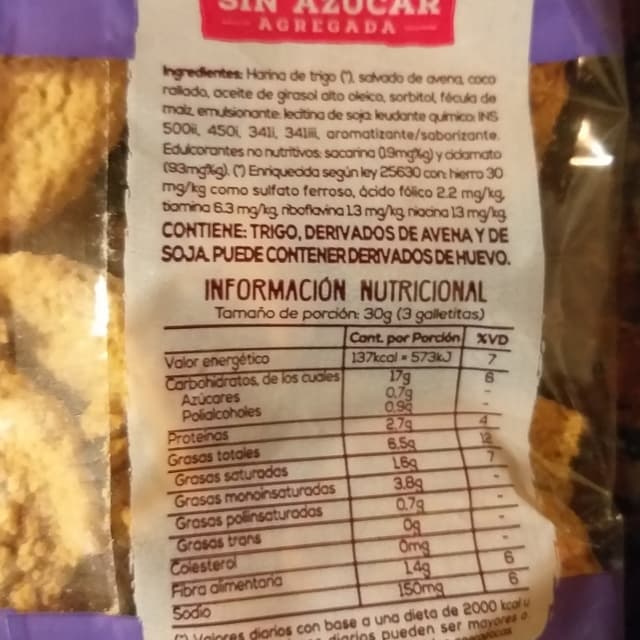 SIN AZÚCAR
AGREGADA
Ingredientes: Harina de trigo (*), salvado de avena, coco
rallado, aceite de girasol alto oleico, sorbitol, fécula de
maíz, emulsionante: lecitina de soja, leudante químico: INS
500ii, 450i, 341i, 341iii, aromatizante/saborizante.
Edulcorantes no nutritivos: sacarina (19mg%g) y ciclamato
(93mg%g). (*) Enriquecida según ley 25630 con: hierro 30
mg/kg como sulfato ferroso, ácido fólico 2.2 mg/kg,
tiamina 6.3 mg/kg, riboflavina 1.3 mg/kg, niacina 13 mg/kg.
CONTIENE: TRIGO, DERIVADOS DE AVENA Y DE
SOJA. PUEDE CONTENER DERIVADOS DE HUEVO.
INFORMACIÓN NUTRICIONAL
Tamaño de porción: 30g (3 galletitas)
Cant. por Porción %VD
Valor energético 137kcal = 573kJ 7
Carbohidratos, de los cuales 17g 6
Azúcares 0,7g -
Polialcoholes 0,9g -
Proteínas 2,7g 4
Grasas totales 6,5g 12
Grasas saturadas 1,6g 7
Grasas monoinsaturadas 3,8g -
Grasas poliinsaturadas 0,7g -
Grasas trans 0g -
Colesterol 0mg -
Fibra alimentaria 1,4g 6
Sodio 150mg 6
(*) Valores diarios con base a una dieta de 2000 kcal u
diarios pueden ser mayores o